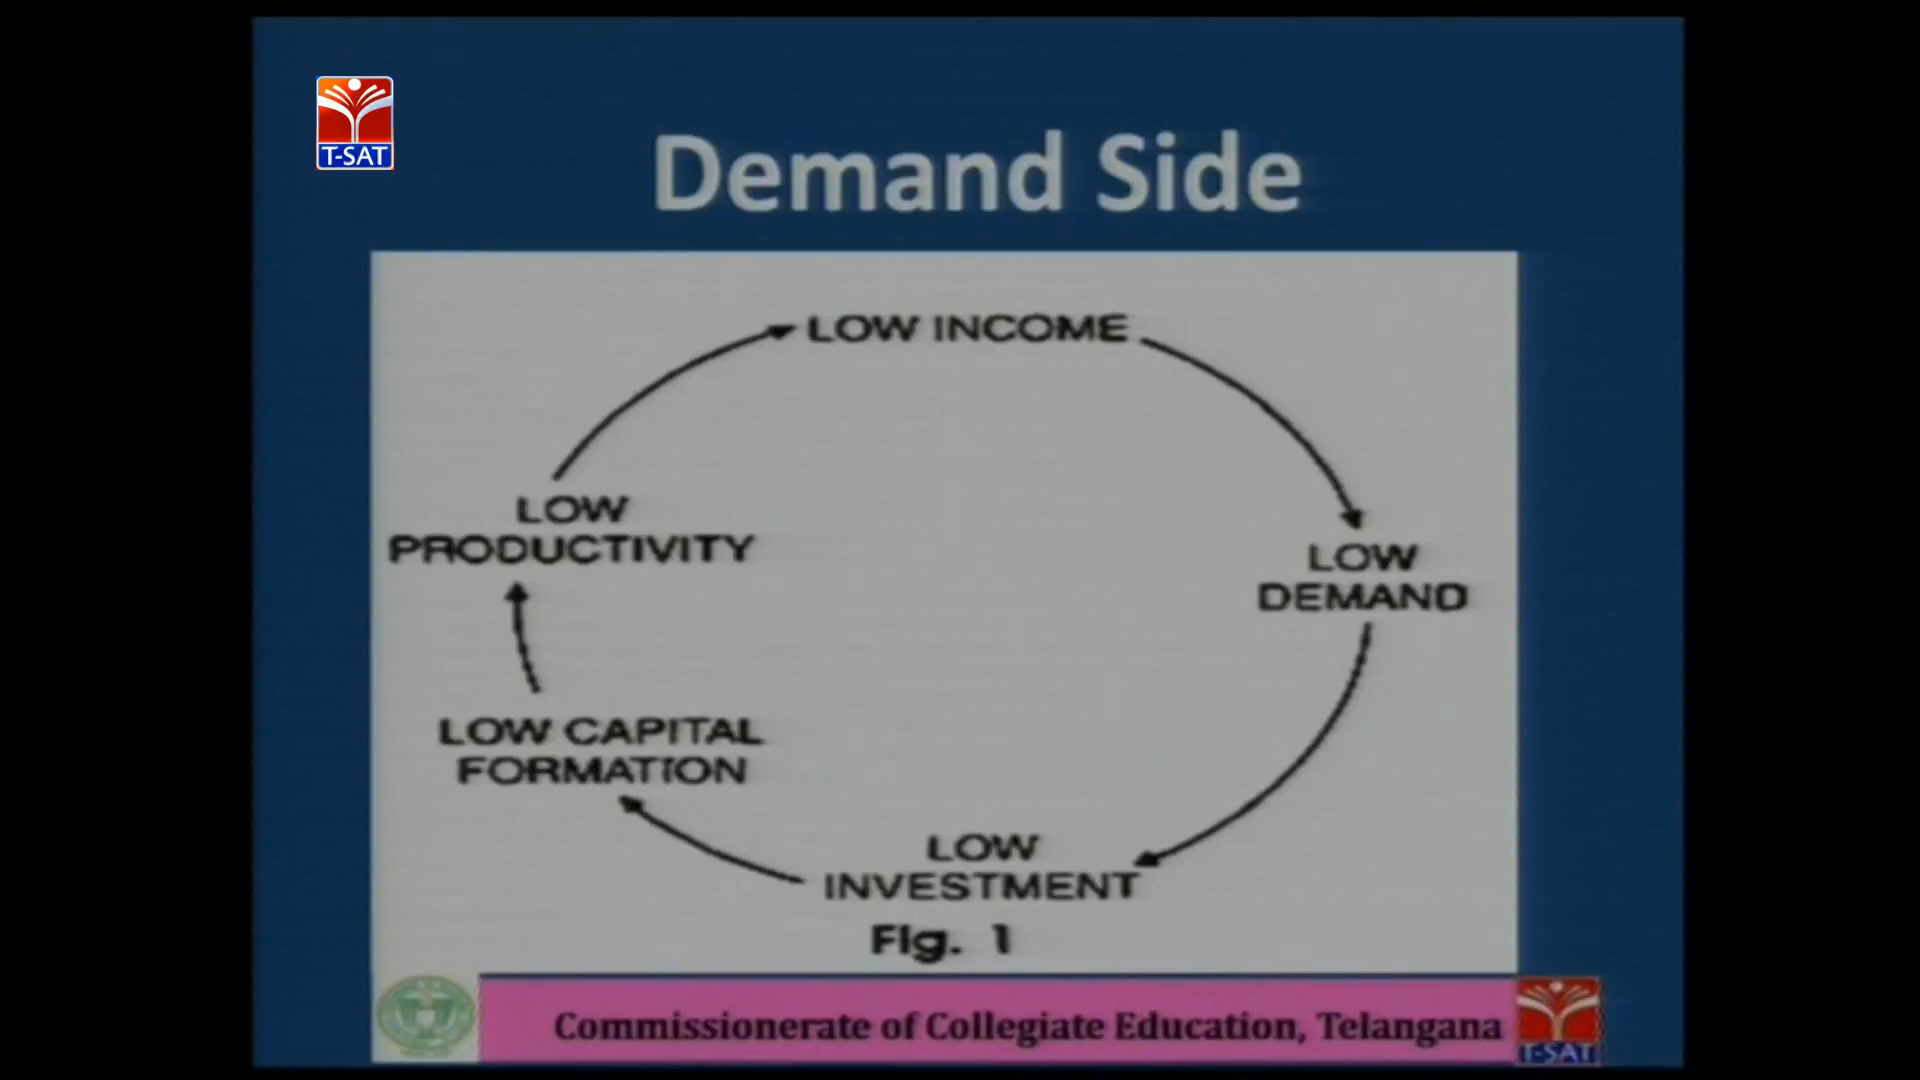 T-SAT
Demand Side
LOW INCOME
LOW
DEMAND
LOW
INVESTMENT
LOW CAPITAL
FORMATION
LOW
PRODUCTIVITY
Fig. 1
Commissionerate of Collegiate Education, Telangana
T-SAT